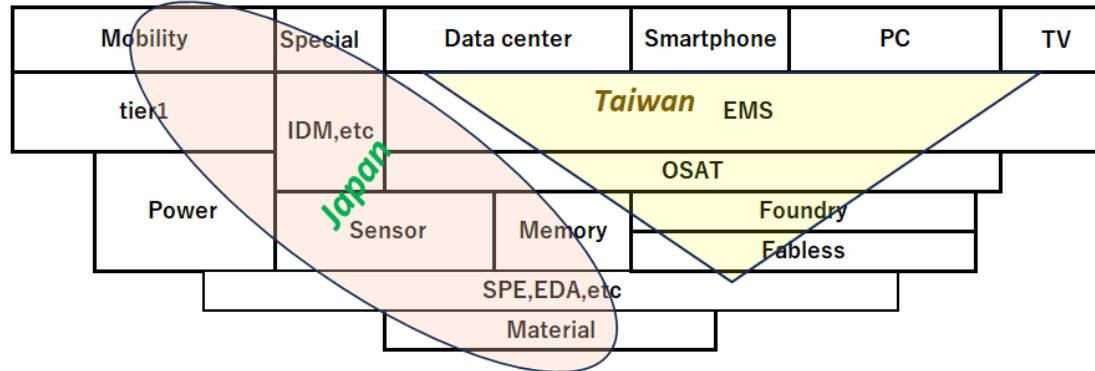 Mobility Special Data center Smartphone PC TV
tier1 Taiwan EMS
IDM,etc
Japan
OSAT
Power Sensor Memory Foundry
Fabless
SPE,EDA,etc
Material